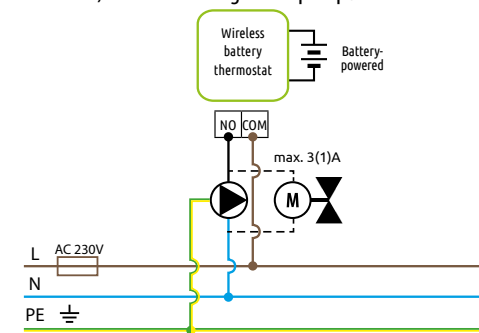 Wireless
battery
thermostat
Battery-
powered
NO COM
max. 3(1)A
M
L AC 230V
N
PE